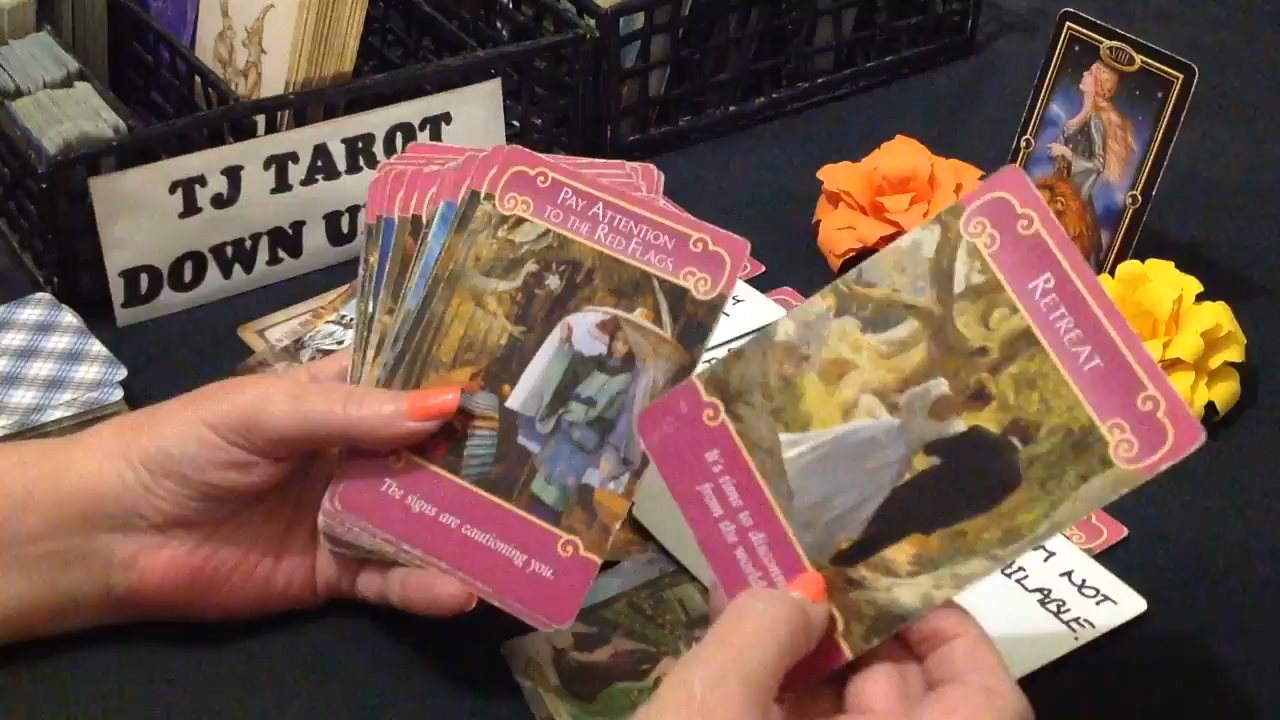 TJ TAROT
DOWN U
PAY ATTENTION
TO THE RED FLAGS
The signs are cautioning you.
RETREAT
It's time to
from the world
VIII
M NOT
ILABLE.